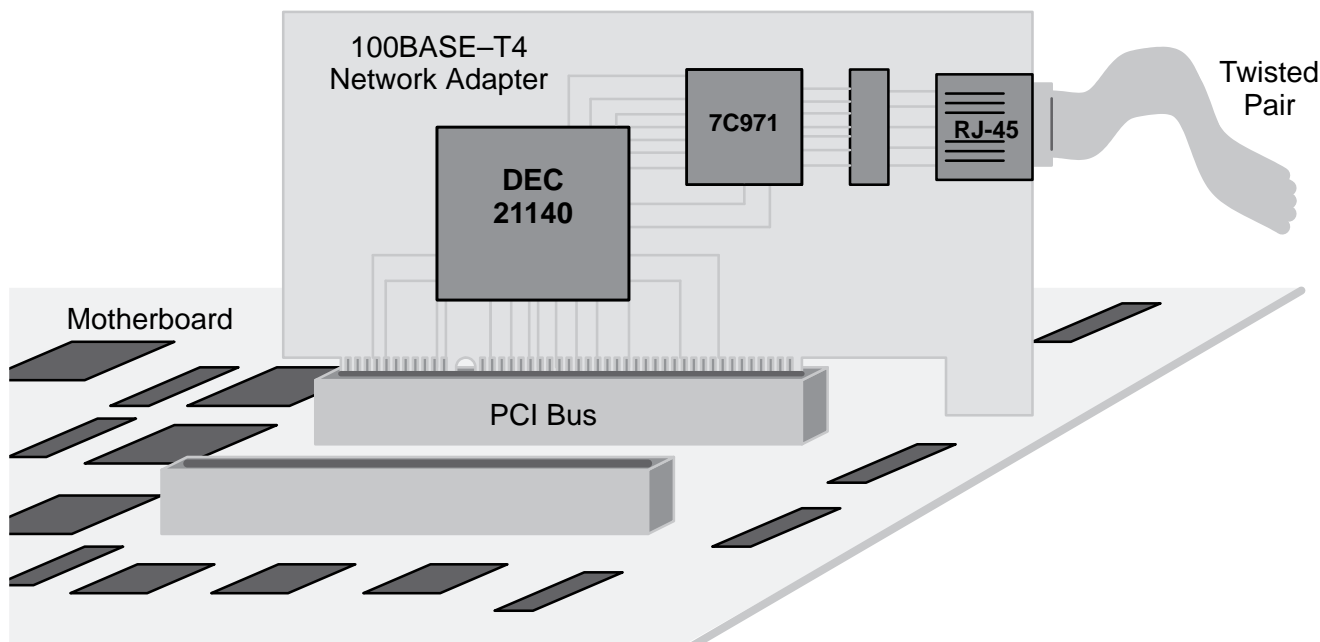 100BASE–T4
Network Adapter
Twisted
Pair
7C971
RJ-45
DEC
21140
Motherboard
PCI Bus